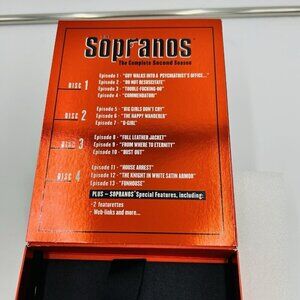 THE
SopRanos
The Complete Second Season
DISC 1
Episode 1 "GUY WALKS INTO A PSYCHIATRIST'S OFFICE..."
Episode 2 "DO NOT RESUSCITATE"
Episode 3 "TOODLE-FUCKING-OO"
Episode 4 "COMMENDATORI"
DISC 2
Episode 5 "BIG GIRLS DON'T CRY"
Episode 6 "THE HAPPY WANDERER"
Episode 7 "D-GIRL"
DISC 3
Episode 8 "FULL LEATHER JACKET"
Episode 9 "FROM WHERE TO ETERNITY"
Episode 10 "BUST OUT"
DISC 4
Episode 11 "HOUSE ARREST"
Episode 12 "THE KNIGHT IN WHITE SATIN ARMOR"
Episode 13 "FUNHOUSE"
PLUS – SOPRANOS Special Features, including:
-2 featurettes
Web-links and more...